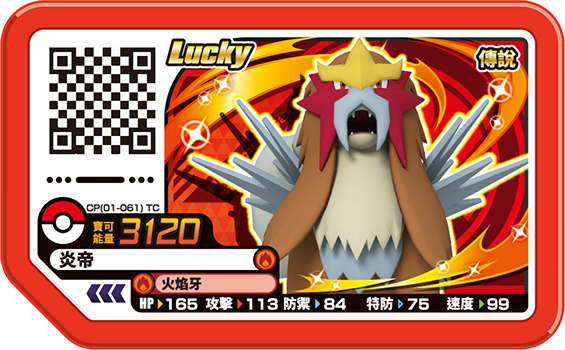 Lucky
傳說
CP(01-061) TC
寶可能量 3120
炎帝
火焰牙
HP 165 攻擊 113 防禦 84 特防 75 速度 99